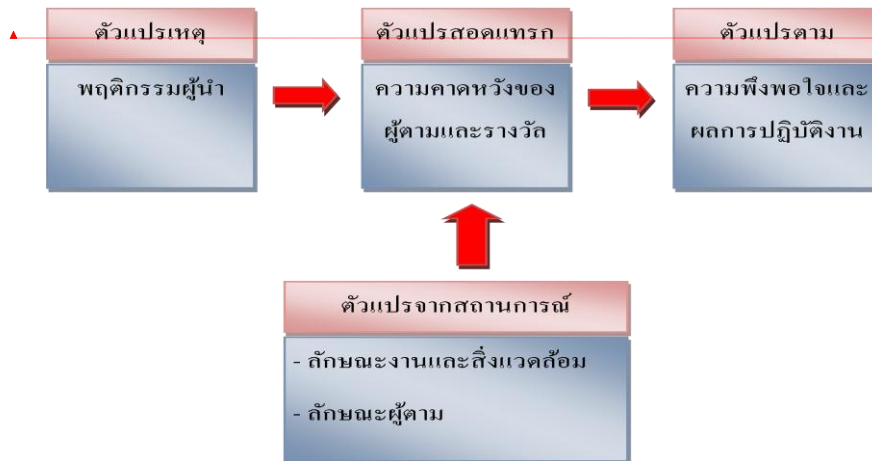 ตัวแปรเหตุ
พฤติกรรมผู้นำ
ตัวแปรสอดแทรก
ความคาดหวังของ
ผู้ตามและรางวัล
ตัวแปรตาม
ความพึงพอใจและ
ผลการปฏิบัติงาน
ตัวแปรจากสถานการณ์
- ลักษณะงานและสิ่งแวดล้อม
- ลักษณะผู้ตาม